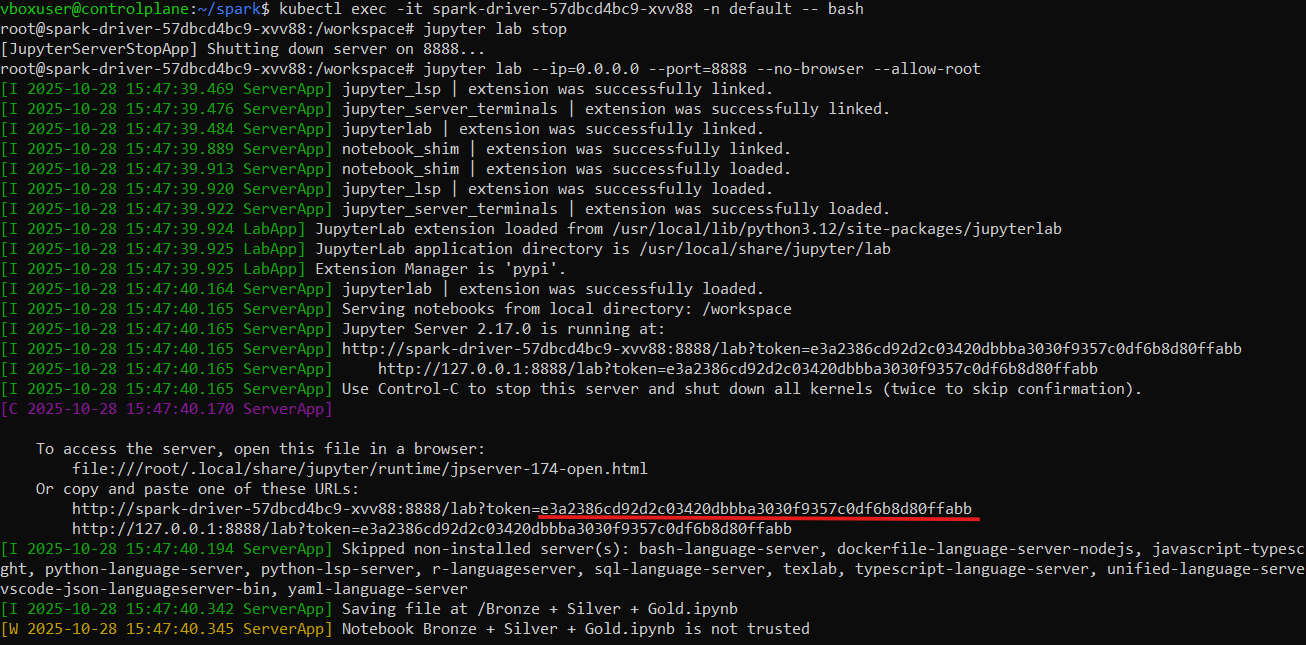 vboxuser@controlplane:~/spark$ kubectl exec -it spark-driver-57dbcd4bc9-xvv88 -n default -- bash
root@spark-driver-57dbcd4bc9-xvv88:/workspace# jupyter lab stop
[JupyterServerStopApp] Shutting down server on 8888...
root@spark-driver-57dbcd4bc9-xvv88:/workspace# jupyter lab --ip=0.0.0.0 --port=8888 --no-browser --allow-root
[I 2025-10-28 15:47:39.469 ServerApp] jupyter_lsp | extension was successfully linked.
[I 2025-10-28 15:47:39.476 ServerApp] jupyter_server_terminals | extension was successfully linked.
[I 2025-10-28 15:47:39.484 ServerApp] jupyterlab | extension was successfully linked.
[I 2025-10-28 15:47:39.889 ServerApp] notebook_shim | extension was successfully linked.
[I 2025-10-28 15:47:39.913 ServerApp] notebook_shim | extension was successfully loaded.
[I 2025-10-28 15:47:39.920 ServerApp] jupyter_lsp | extension was successfully loaded.
[I 2025-10-28 15:47:39.922 ServerApp] jupyter_server_terminals | extension was successfully loaded.
[I 2025-10-28 15:47:39.924 LabApp] JupyterLab extension loaded from /usr/local/lib/python3.12/site-packages/jupyterlab
[I 2025-10-28 15:47:39.925 LabApp] JupyterLab application directory is /usr/local/share/jupyter/lab
[I 2025-10-28 15:47:39.925 LabApp] Extension Manager is 'pypi'.
[I 2025-10-28 15:47:40.164 ServerApp] jupyterlab | extension was successfully loaded.
[I 2025-10-28 15:47:40.165 ServerApp] Serving notebooks from local directory: /workspace
[I 2025-10-28 15:47:40.165 ServerApp] Jupyter Server 2.17.0 is running at:
[I 2025-10-28 15:47:40.165 ServerApp] http://spark-driver-57dbcd4bc9-xvv88:8888/lab?token=e3a2386cd92d2c03420dbbba3030f9357c0df6b8d80ffabb
[I 2025-10-28 15:47:40.165 ServerApp]     http://127.0.0.1:8888/lab?token=e3a2386cd92d2c03420dbbba3030f9357c0df6b8d80ffabb
[I 2025-10-28 15:47:40.165 ServerApp] Use Control-C to stop this server and shut down all kernels (twice to skip confirmation).
[C 2025-10-28 15:47:40.170 ServerApp]
To access the server, open this file in a browser:
file:///root/.local/share/jupyter/runtime/jpserver-174-open.html
Or copy and paste one of these URLs:
http://spark-driver-57dbcd4bc9-xvv88:8888/lab?token=e3a2386cd92d2c03420dbbba3030f9357c0df6b8d80ffabb
http://127.0.0.1:8888/lab?token=e3a2386cd92d2c03420dbbba3030f9357c0df6b8d80ffabb
[I 2025-10-28 15:47:40.194 ServerApp] Skipped non-installed server(s): bash-language-server, dockerfile-language-server-nodejs, javascript-typesc
ght, python-language-server, python-lsp-server, r-languageserver, sql-language-server, texlab, typescript-language-server, unified-language-serve
vscode-json-languageserver-bin, yaml-language-server
[I 2025-10-28 15:47:40.342 ServerApp] Saving file at /Bronze + Silver + Gold.ipynb
[W 2025-10-28 15:47:40.345 ServerApp] Notebook Bronze + Silver + Gold.ipynb is not trusted